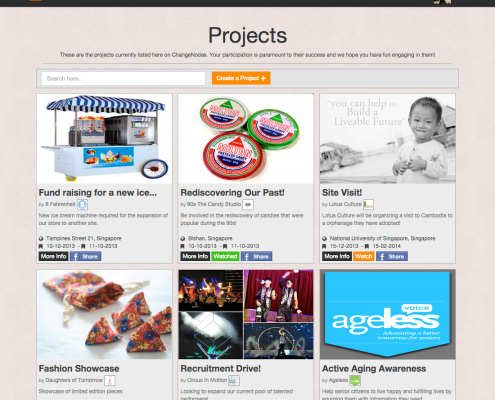 Projects
These are the projects currently listed here on ChangeNodes. Your participation is paramount to their success and we hope you have fun engaging in them!
Search here..
Create a Project +
"you can help to
Build a
Liveable Future"
Fund raising for a new ice...
by 8 Fahrenheit
New ice cream machine required for the expansion of
our store to another site.
Tampines Street 21, Singapore
10-10-2013 - 11-10-2013
More Info
Share
Rediscovering Our Past!
by 90s The Candy Studio
Be involved in the rediscovery of candies that were
popular during the 90s!
Bishan, Singapore
10-10-2013 - 11-10-2013
More Info
Watched
Share
Site Visit!
by Lotus Culture
Lotus Culture will be organizing a visit to Cambodia to
a orphanage they have adopted!
National University of Singapore, Singapore
15-12-2013 - 15-02-2014
More Info
Watch
Share
voice
ageless
...Advocating a better
tomorrow for seniors
Fashion Showcase
by Daughters of Tomorrow
Showcase of limited edition pieces
Recruitment Drive!
by Circus In Motion
Looking to expand our current pool of talented
Active Aging Awareness
by Ageless
Help senior citizens to live happy and fulfilling lives by